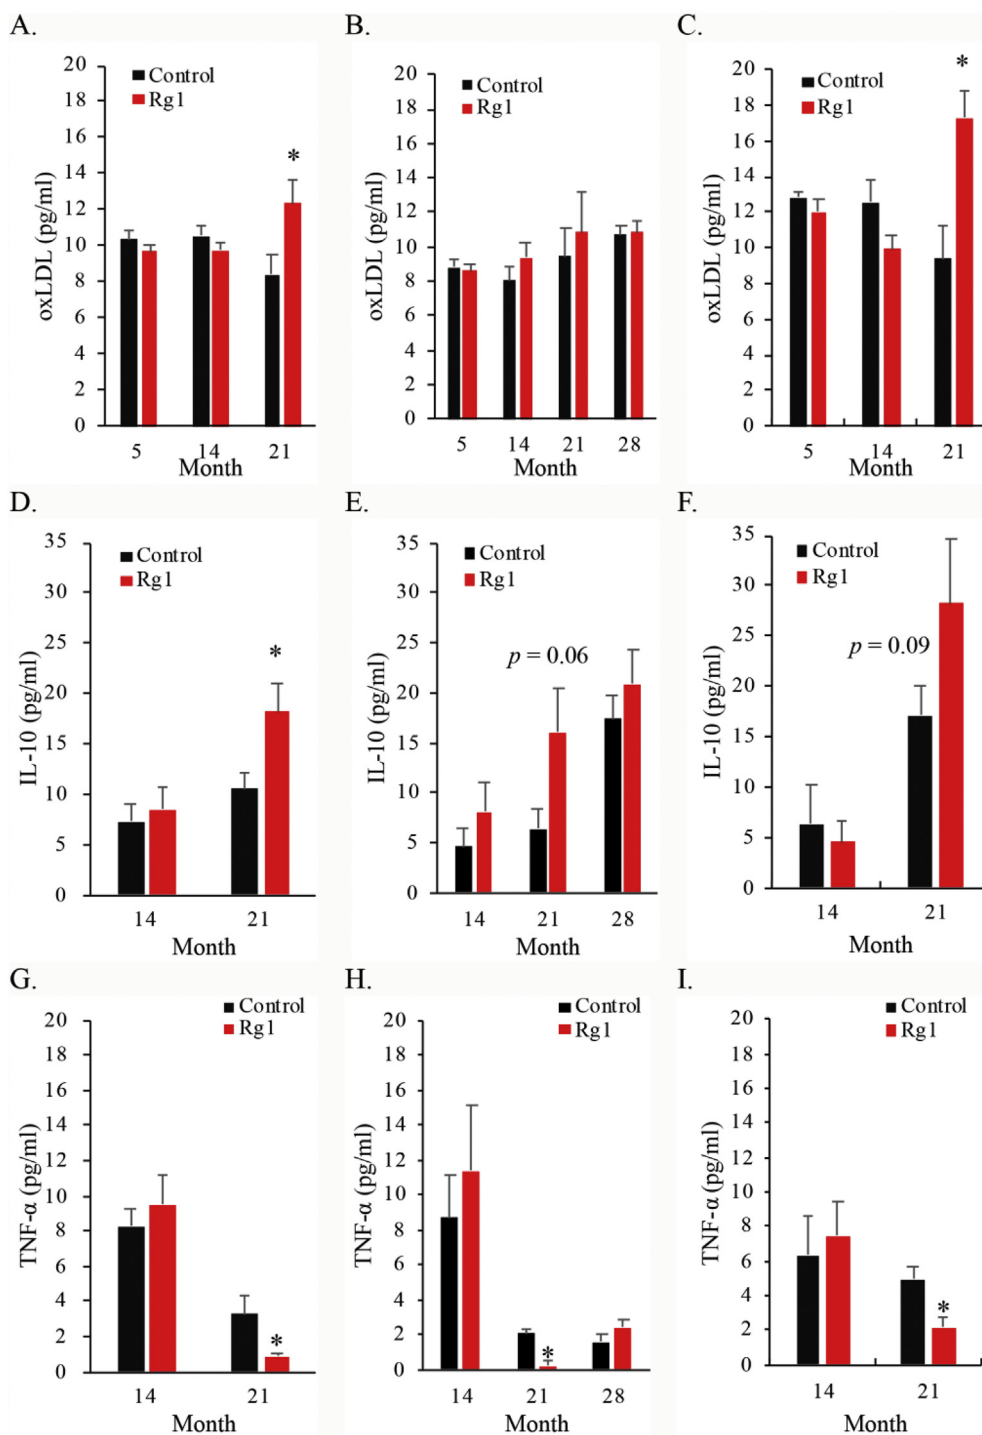 A.
20
18
16
14
12
10
8
6
4
2
0
oxLDL (pg/ml)
Control
Rg1
*
5 14 21
Month
B.
20
18
16
14
12
10
8
6
4
2
0
oxLDL (pg/ml)
Control
Rg1
5 14 21 28
Month
C.
20
18
16
14
12
10
8
6
4
2
0
oxLDL (pg/ml)
Control
Rg1
*
5 14 21
Month
D.
35
30
25
20
15
10
5
0
IL-10 (pg/ml)
Control
Rg1
*
14 21
Month
E.
35
30
25
20
15
10
5
0
IL-10 (pg/ml)
Control
Rg1
p = 0.06
14 21 28
Month
F.
35
30
25
20
15
10
5
0
IL-10 (pg/ml)
Control
Rg1
p = 0.09
14 21
Month
G.
20
18
16
14
12
10
8
6
4
2
0
TNF-α (pg/ml)
Control
Rg1
*
14 21
Month
H.
20
18
16
14
12
10
8
6
4
2
0
TNF-α (pg/ml)
Control
Rg1
*
14 21 28
Month
I.
20
18
16
14
12
10
8
6
4
2
0
TNF-α (pg/ml)
Control
Rg1
*
14 21
Month